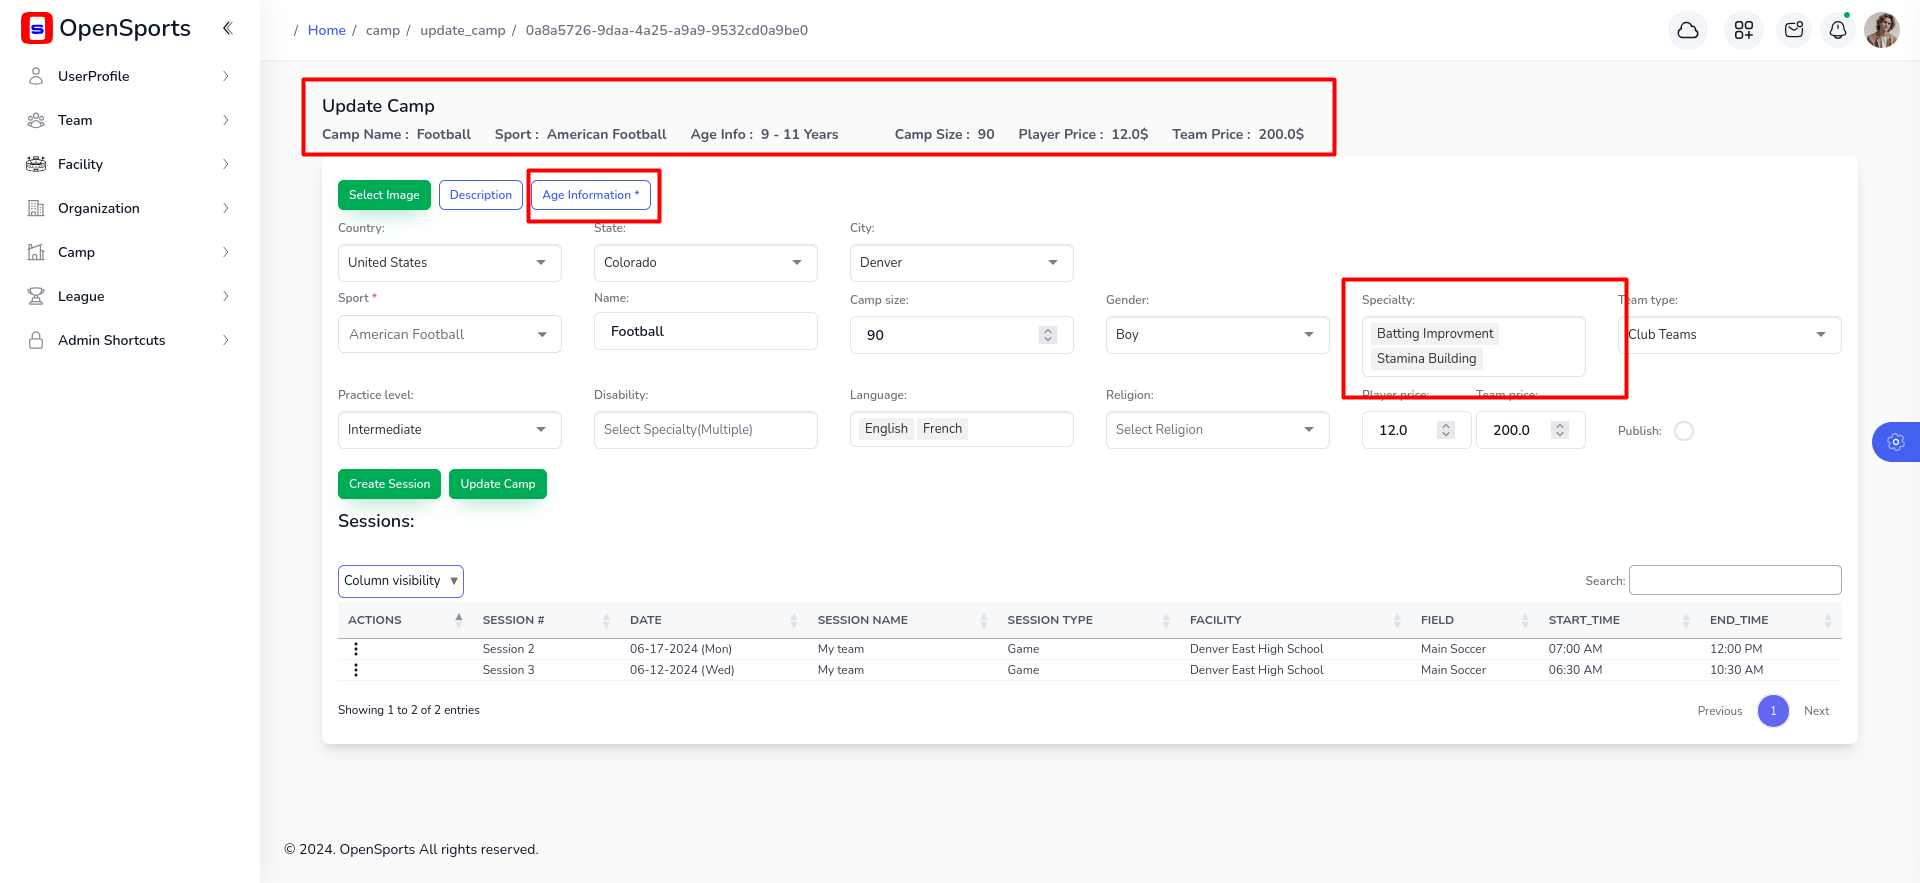 OpenSports
/ Home / camp / update_camp / 0a8a5726-9daa-4a25-a9a9-9532cd0a9be0
UserProfile
Team
Facility
Organization
Camp
League
Admin Shortcuts
Update Camp
Camp Name : Football Sport : American Football Age Info : 9 - 11 Years Camp Size : 90 Player Price : 12.0$ Team Price : 200.0$
Select Image Description Age Information *
Country: State: City:
United States Colorado Denver
Sport * Name: Camp size: Gender: Specialty: Team type:
American Football Football 90 Boy Batting Improvment Club Teams
Stamina Building
Practice level: Disability: Language: Religion: Player price: Team price:
Intermediate Select Specialty(Multiple) English French Select Religion 12.0 200.0 Publish:
Create Session Update Camp
Sessions:
Column visibility ▼ Search:
ACTIONS SESSION # DATE SESSION NAME SESSION TYPE FACILITY FIELD START_TIME END_TIME
Session 2 06-17-2024 (Mon) My team Game Denver East High School Main Soccer 07:00 AM 12:00 PM
Session 3 06-12-2024 (Wed) My team Game Denver East High School Main Soccer 06:30 AM 10:30 AM
Showing 1 to 2 of 2 entries Previous 1 Next
© 2024. OpenSports All rights reserved.